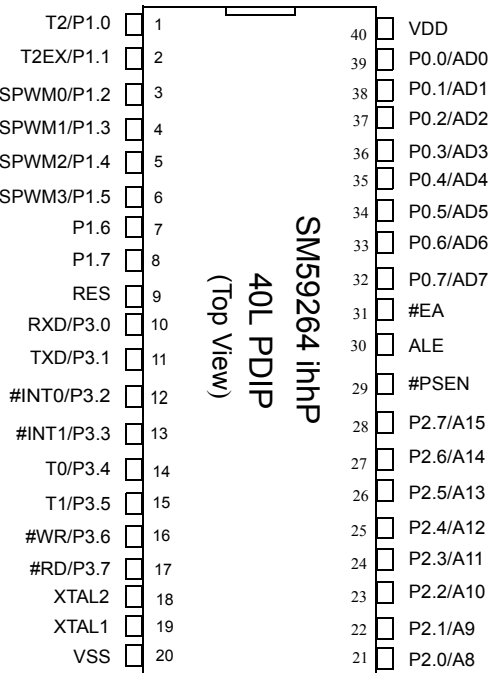 T2/P1.0 1
T2EX/P1.1 2
SPWM0/P1.2 3
SPWM1/P1.3 4
SPWM2/P1.4 5
SPWM3/P1.5 6
P1.6 7
P1.7 8
RES 9
RXD/P3.0 10
TXD/P3.1 11
#INT0/P3.2 12
#INT1/P3.3 13
T0/P3.4 14
T1/P3.5 15
#WR/P3.6 16
#RD/P3.7 17
XTAL2 18
XTAL1 19
VSS 20
SM59264 ihhP
40L PDIP
(Top View)
40 VDD
39 P0.0/AD0
38 P0.1/AD1
37 P0.2/AD2
36 P0.3/AD3
35 P0.4/AD4
34 P0.5/AD5
33 P0.6/AD6
32 P0.7/AD7
31 #EA
30 ALE
29 #PSEN
28 P2.7/A15
27 P2.6/A14
26 P2.5/A13
25 P2.4/A12
24 P2.3/A11
23 P2.2/A10
22 P2.1/A9
21 P2.0/A8